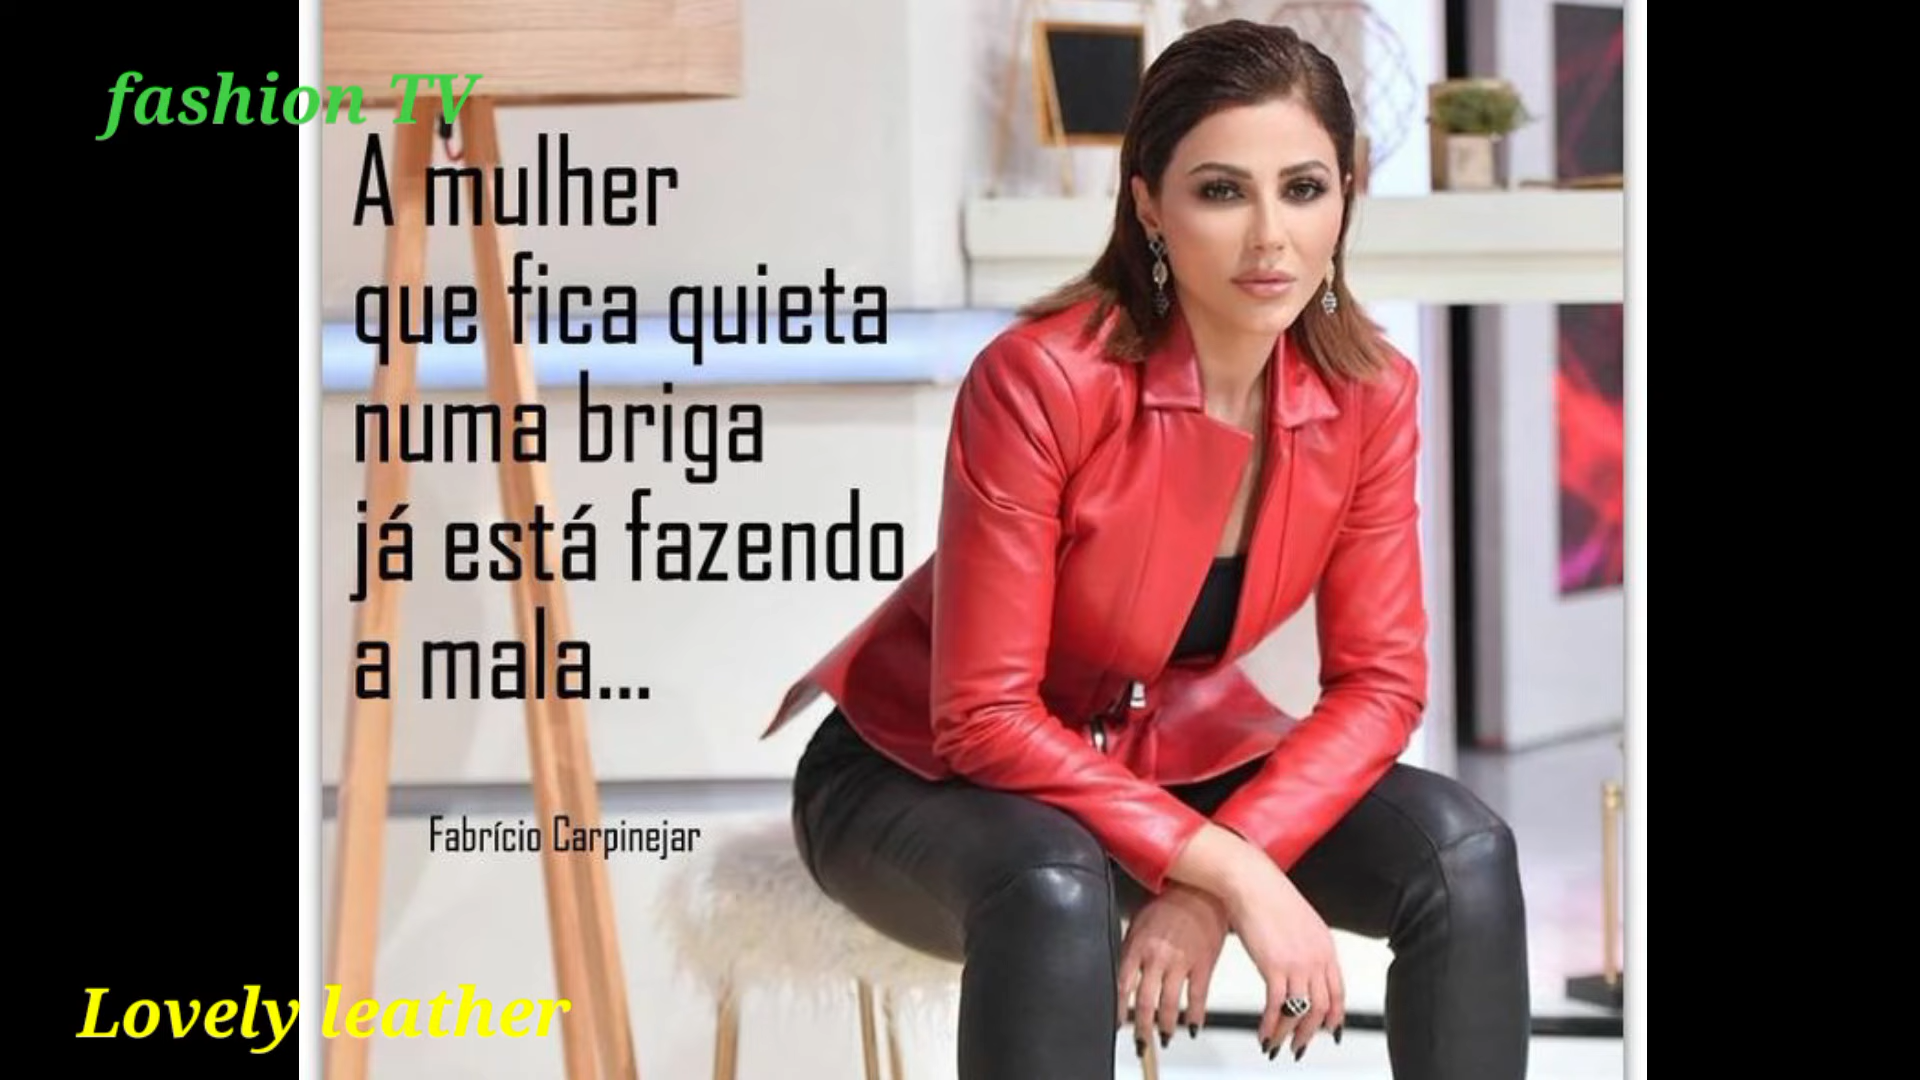 fashion TV
A mulher
que fica quieta
numa briga
já está fazendo
a mala...
Fabrício Carpinejar
Lovely leather